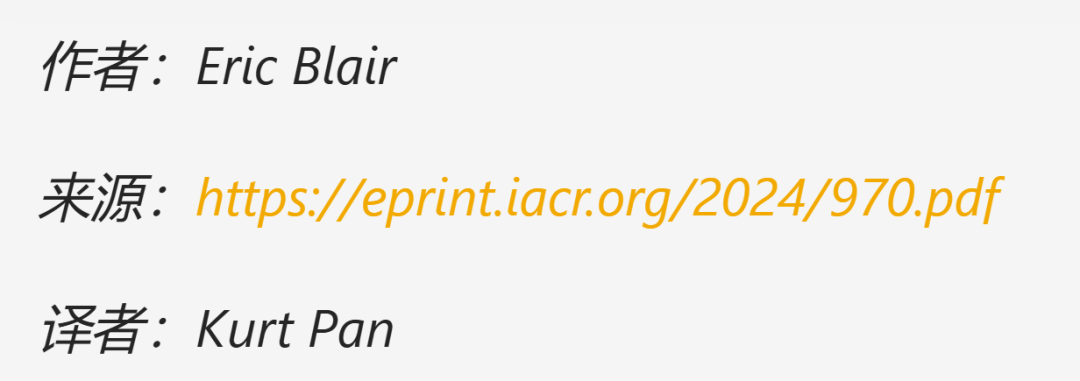 作者：Eric Blair
来源：https://eprint.iacr.org/2024/970.pdf
译者：Kurt Pan